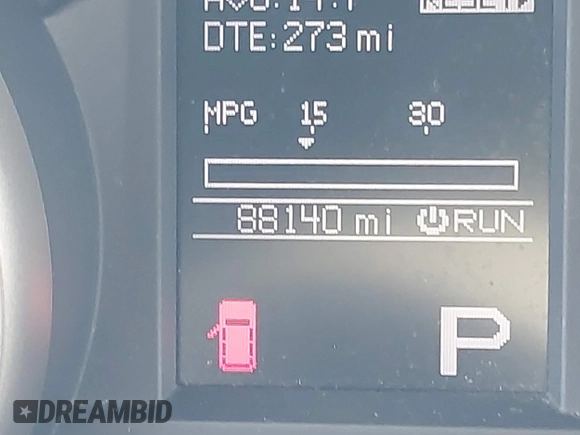 DTE: 273 mi
MPG 15 30
88140 mi RUN
P
DREAMBID